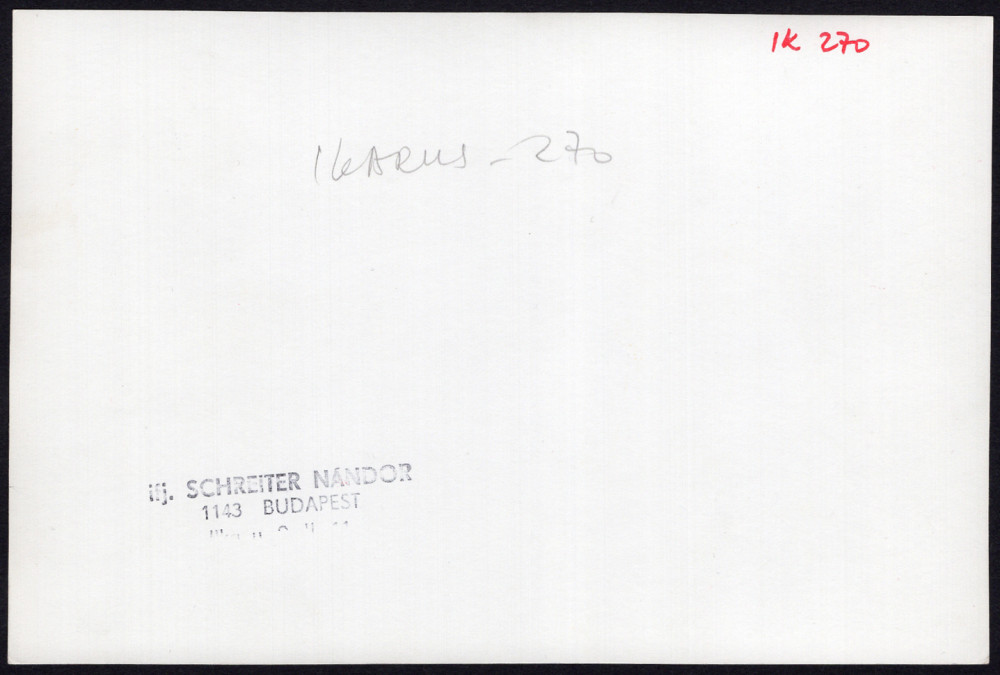 IK 270
IKARUS - 270
ifj. SCHREITER NÁNDOR
1143 BUDAPEST